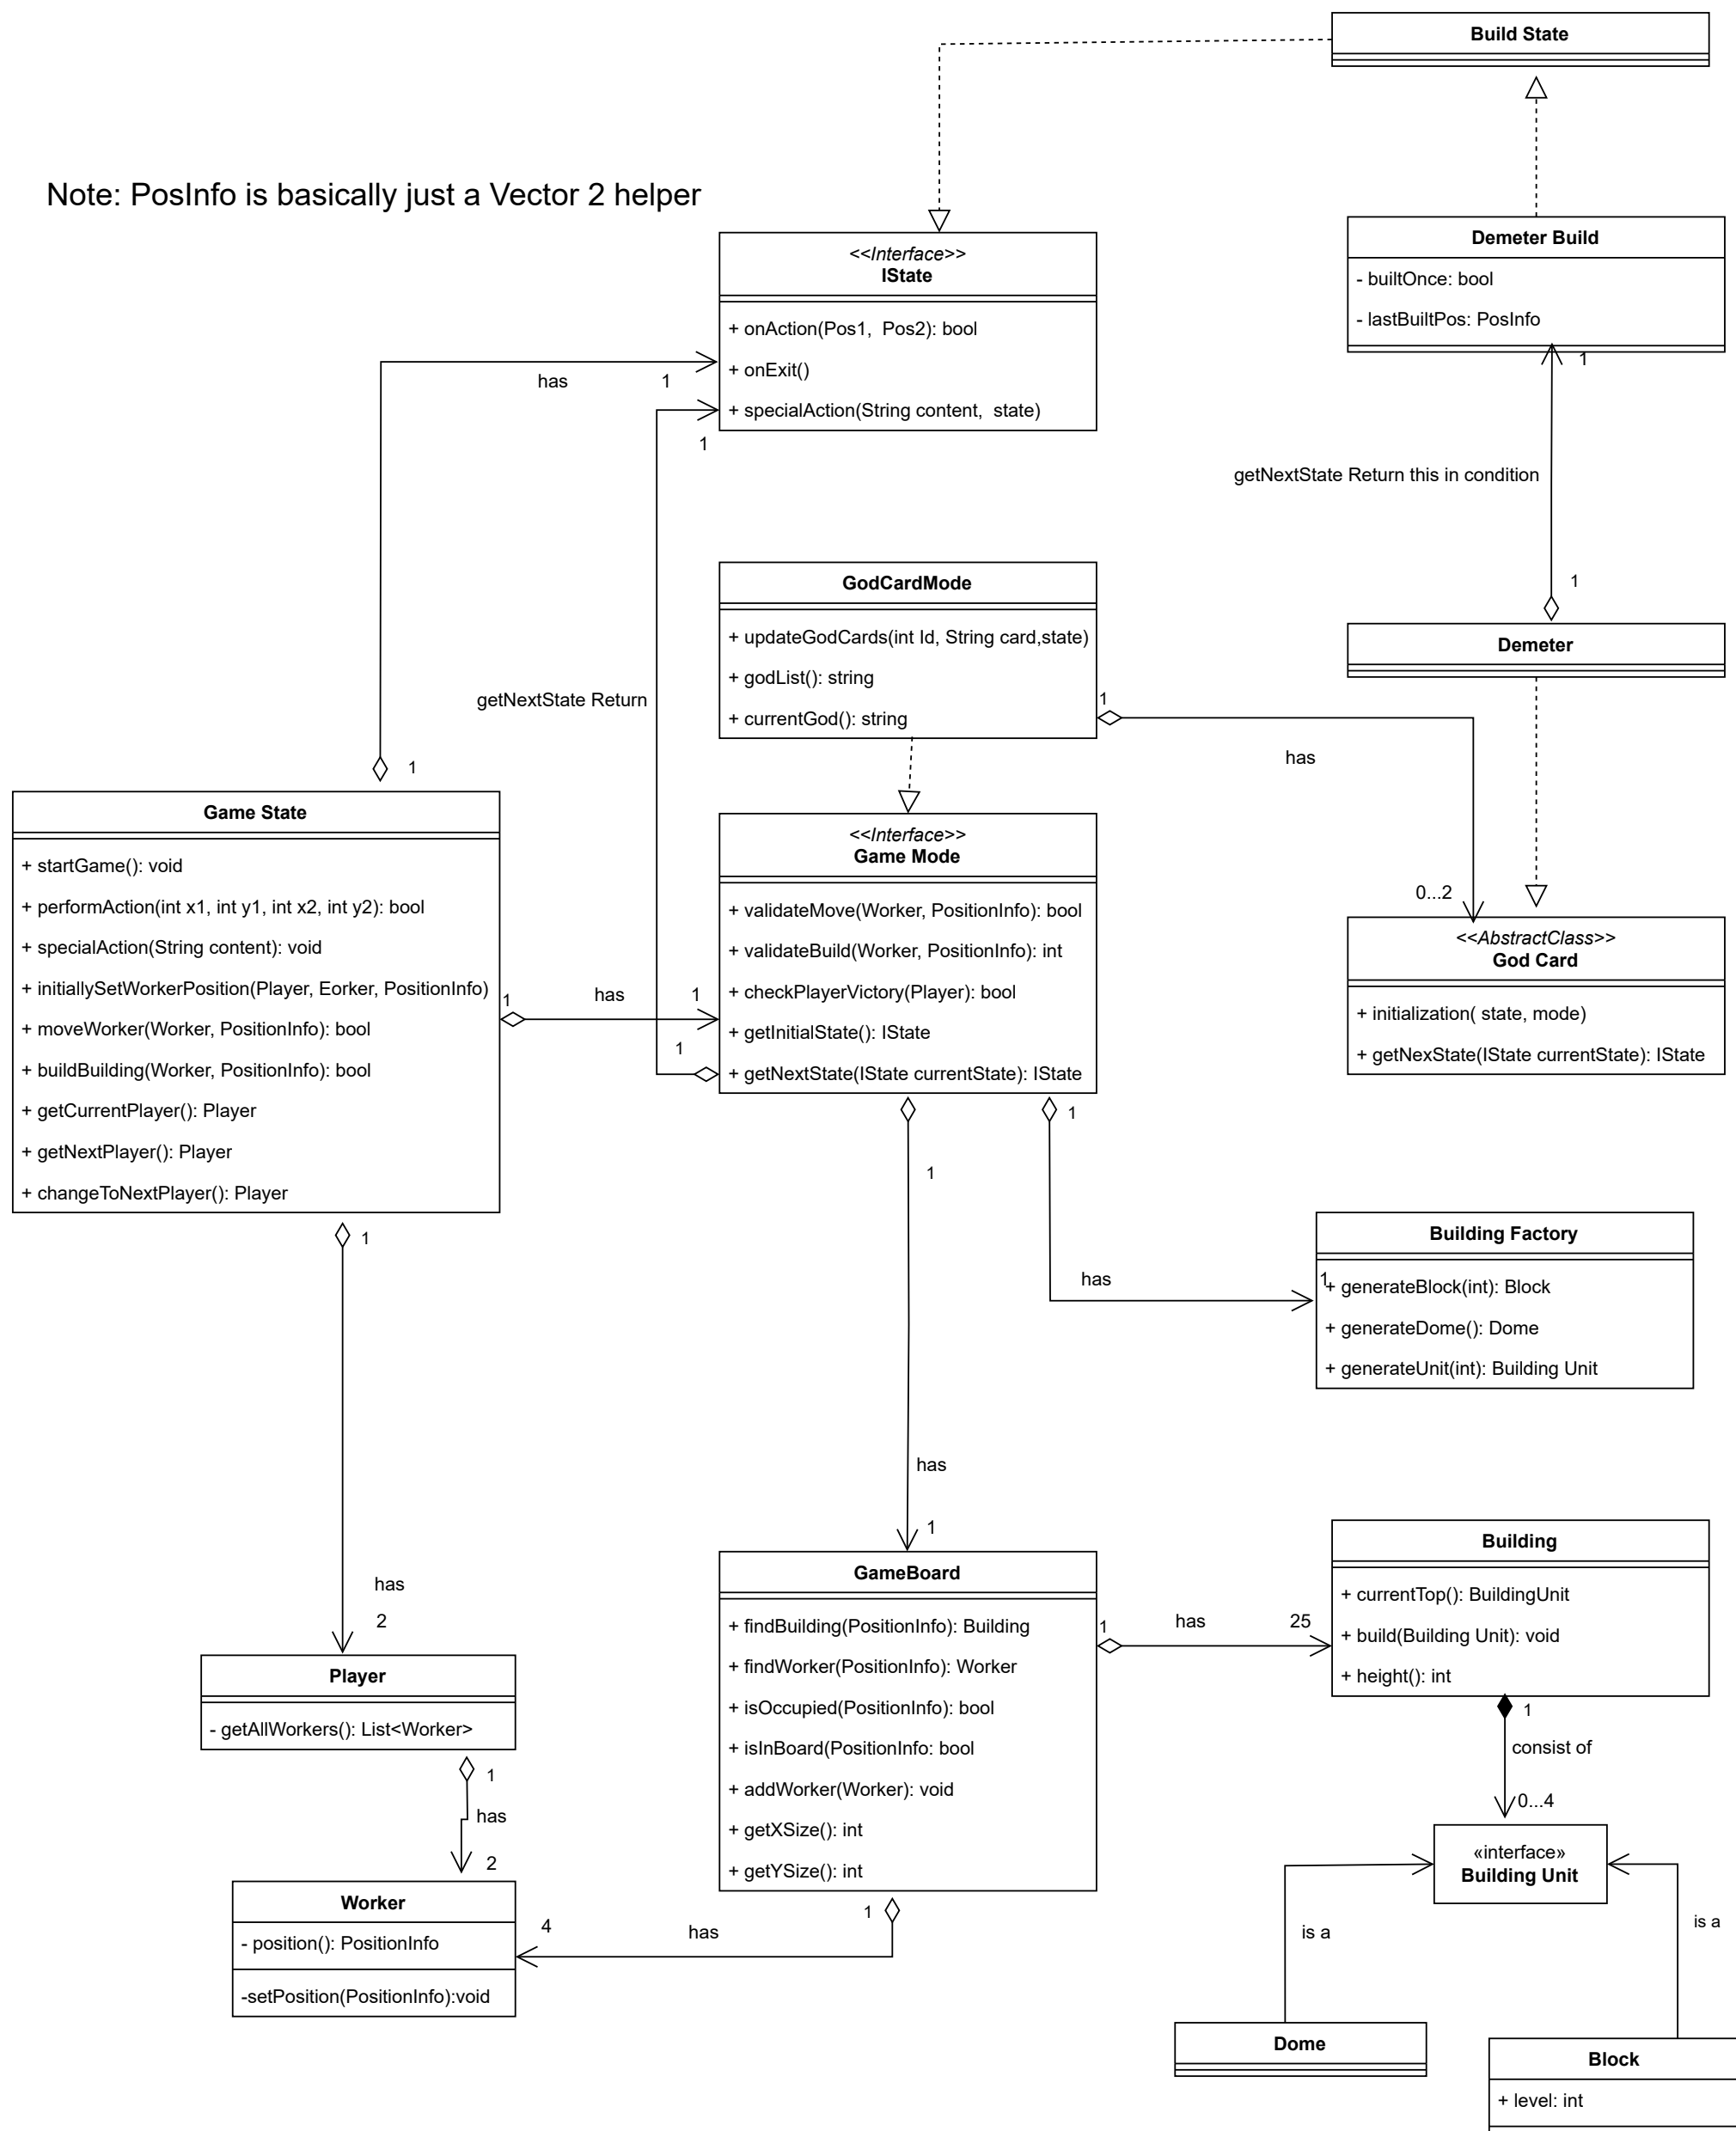 Build State
Note: PosInfo is basically just a Vector 2 helper
Demeter Build
- builtOnce: bool
- lastBuiltPos: PosInfo
1
<<Interface>>
IState
+ onAction(Pos1,  Pos2): bool
+ onExit()
+ specialAction(String content,  state)
has
1
1
getNextState Return this in condition
1
GodCardMode
+ updateGodCards(int Id, String card,state)
+ godList(): string
+ currentGod(): string
Demeter
getNextState Return
1
has
0...2
1
Game State
+ startGame(): void
+ performAction(int x1, int y1, int x2, int y2): bool
+ specialAction(String content): void
+ initiallySetWorkerPosition(Player, Eorker, PositionInfo)
+ moveWorker(Worker, PositionInfo): bool
+ buildBuilding(Worker, PositionInfo): bool
+ getCurrentPlayer(): Player
+ getNextPlayer(): Player
+ changeToNextPlayer(): Player
1
has
1
1
<<Interface>>
Game Mode
+ validateMove(Worker, PositionInfo): bool
+ validateBuild(Worker, PositionInfo): int
+ checkPlayerVictory(Player): bool
+ getInitialState(): IState
+ getNextState(IState currentState): IState
<<AbstractClass>>
God Card
+ initialization( state, mode)
+ getNexState(IState currentState): IState
1
1
1
has
1
Building Factory
+ generateBlock(int): Block
+ generateDome(): Dome
+ generateUnit(int): Building Unit
has
1
has
2
GameBoard
+ findBuilding(PositionInfo): Building
+ findWorker(PositionInfo): Worker
+ isOccupied(PositionInfo): bool
+ isInBoard(PositionInfo: bool
+ addWorker(Worker): void
+ getXSize(): int
+ getYSize(): int
1
has
25
Building
+ currentTop(): BuildingUnit
+ build(Building Unit): void
+ height(): int
1
consist of
0...4
Player
- getAllWorkers(): List<Worker>
1
has
2
Worker
- position(): PositionInfo
-setPosition(PositionInfo):void
4
has
1
«interface»
Building Unit
is a
is a
Dome
Block
+ level: int